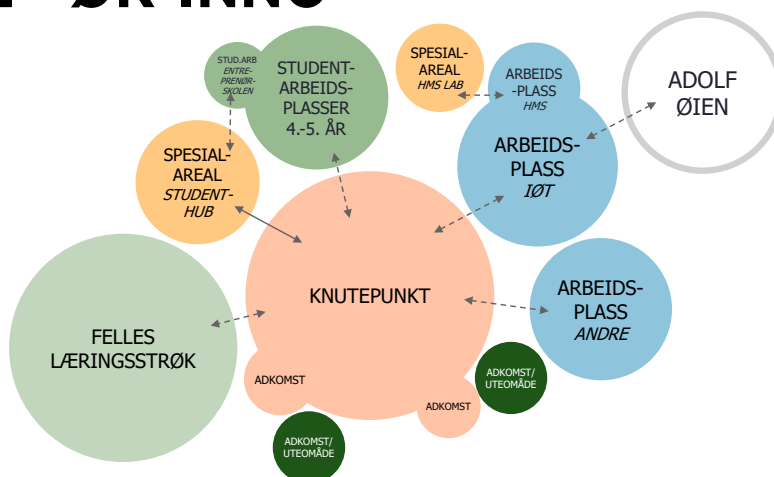 ØR INNO
STUD.ARB
ENTRE-
PRENØR-
SKOLEN
STUDENT-
ARBEIDS-
PLASSER
4.-5. ÅR
SPESIAL-
AREAL
HMS LAB
ARBEIDS
-PLASS
HMS
ADOLF
ØIEN
SPESIAL-
AREAL
STUDENT-
HUB
ARBEIDS-
PLASS
IØT
KNUTEPUNKT
ARBEIDS-
PLASS
ANDRE
FELLES
LÆRINGSSTRØK
ADKOMST
ADKOMST/
UTEOMÅDE
ADKOMST
ADKOMST/
UTEOMÅDE